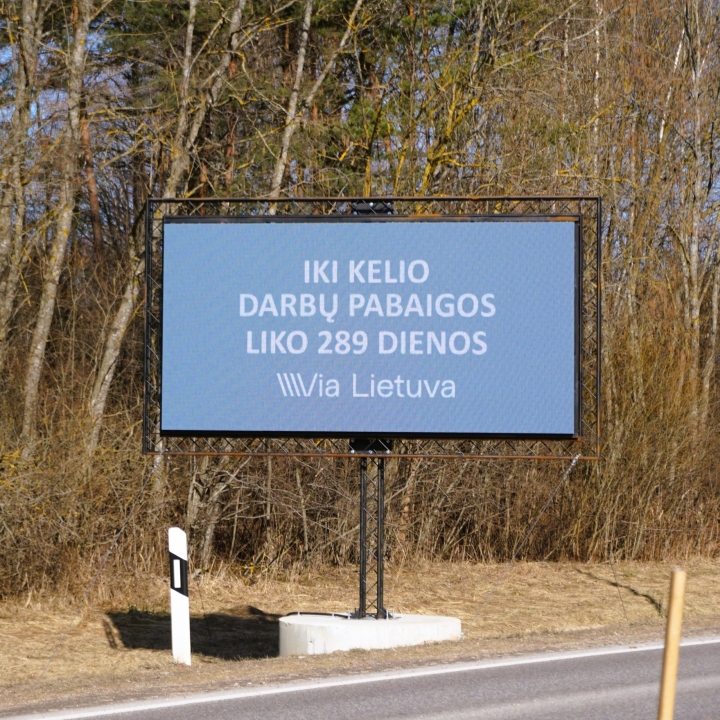 IKI KELIO
DARBŲ PABAIGOS
LIKO 289 DIENOS
Via Lietuva